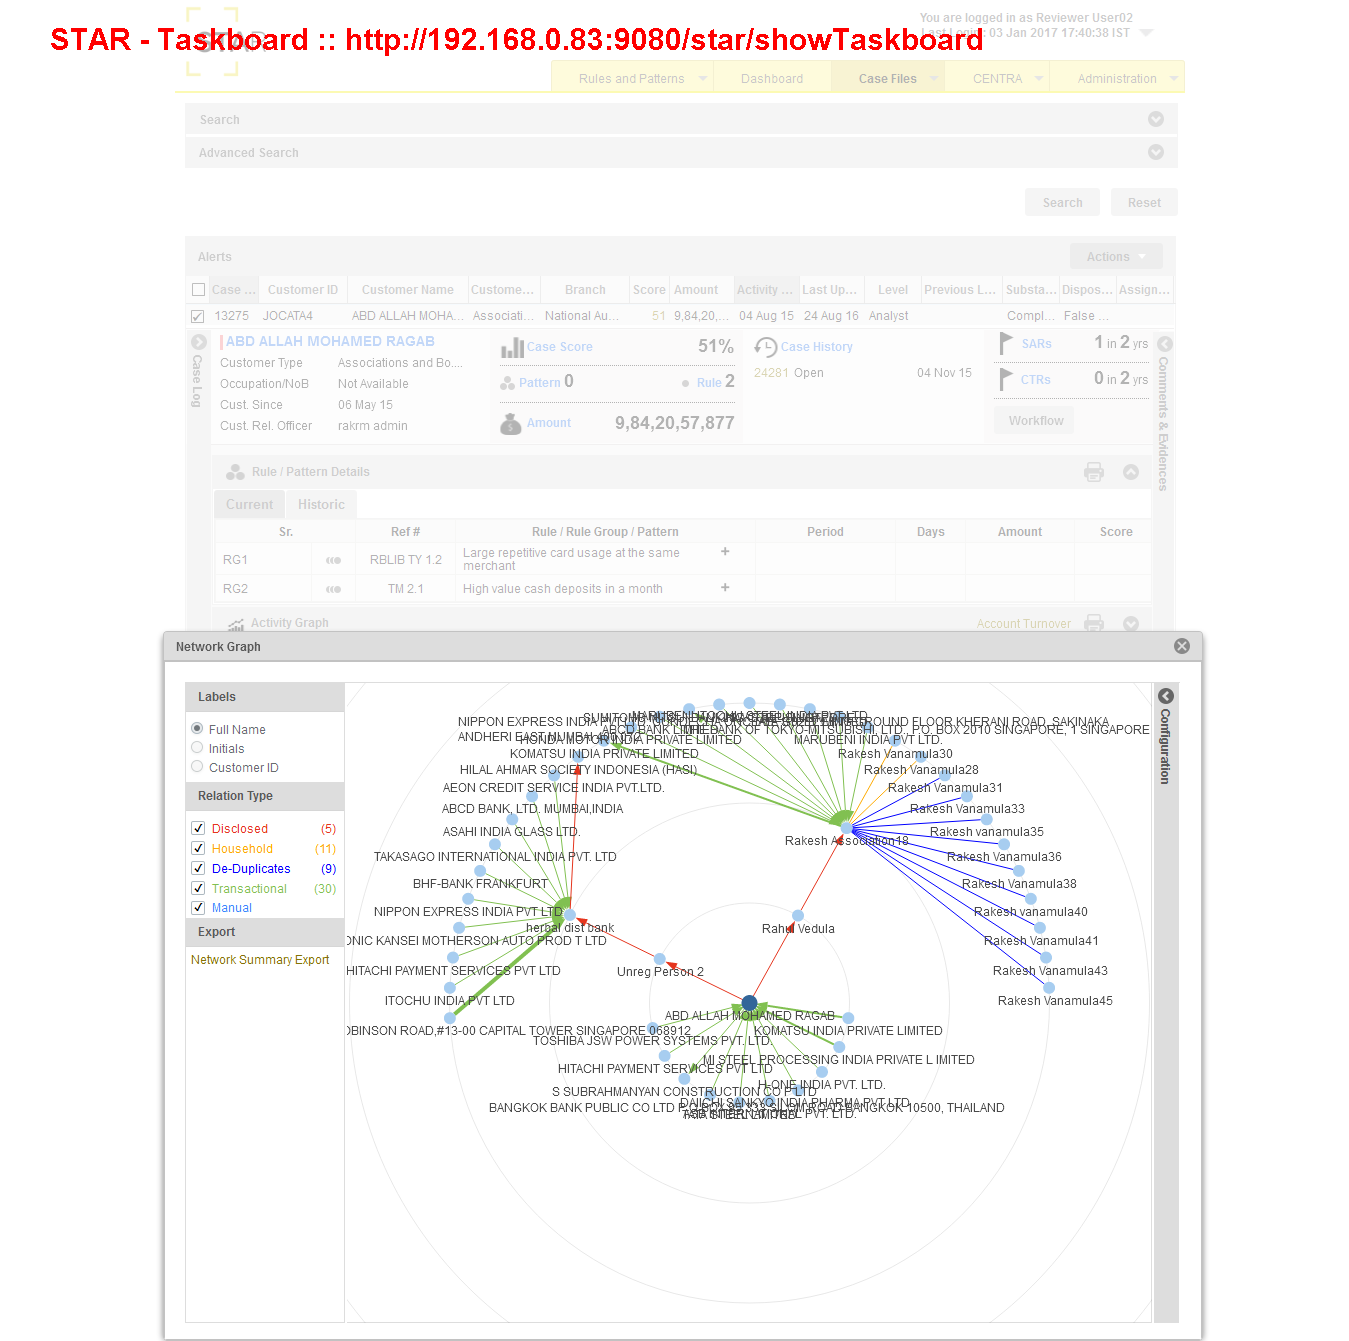 You are logged in as Reviewer User02
STAR - Taskboard :: http://192.168.0.83:9080/star/showTaskboard
Last Login : 03 Jan 2017 17:40:38 IST
Rules and Patterns Dashboard Case Files CENTRA Administration
Search
Advanced Search
Search Reset
Alerts Actions
Case ... Customer ID Customer Name Custome... Branch Score Amount Activity ... Last Up... Level Previous L... Substa... Dispos... Assign...
13275 JOCATA4 ABD ALLAH MOHA... Associati... National Au... 51 9,84,20,... 04 Aug 15 24 Aug 16 Analyst Compl... False ...
Case Log
ABD ALLAH MOHAMED RAGAB
Customer Type Associations and Bo....
Occupation/NoB Not Available
Cust. Since 06 May 15
Cust. Rel. Officer rakrm admin
Case Score 51%
Pattern 0 Rule 2
Amount 9,84,20,57,877
Case History
24281 Open 04 Nov 15
SARs 1 in 2 yrs
CTRs 0 in 2 yrs
Workflow
Comments & Evidences
Rule / Pattern Details
Current Historic
Sr. Ref # Rule / Rule Group / Pattern Period Days Amount Score
RG1 RBLIB TY 1.2 Large repetitive card usage at the same
merchant
+
RG2 TM 2.1 High value cash deposits in a month +
Activity Graph Account Turnover
Network Graph
Labels
Full Name
Initials
Customer ID
Relation Type
Disclosed (5)
Household (11)
De-Duplicates (9)
Transactional (30)
Manual
Export
Network Summary Export
Configuration
NIPPON EXPRESS INDIA PVT LTD
GROUND FLOOR,KHERANI ROAD, SAKINAKA
ANDHERI EAST,MUMBAI 400 072
ABCD BANK LIMITED
THE BANK OF TOKYO-MITSUBISHI, LTD., P.O. BOX 2010 SINGAPORE, 1 SINGAPORE
HONDA MOTOR INDIA PRIVATE LIMITED
MARUBENI INDIA PVT LTD.
KOMATSU INDIA PRIVATE LIMITED
Rakesh Vanamula30
HILAL AHMAR SOCIETY INDONESIA (HASI)
Rakesh Vanamula28
AEON CREDIT SERVICE INDIA PVT.LTD.
Rakesh Vanamula31
ABCD BANK, LTD. MUMBAI,INDIA
Rakesh Vanamula33
ASAHI INDIA GLASS LTD.
Rakesh vanamula35
Rakesh Association18
TAKASAGO INTERNATIONAL INDIA PVT. LTD
Rakesh Vanamula36
BHF-BANK FRANKFURT
Rakesh Vanamula38
NIPPON EXPRESS INDIA PVT LTD
Rakesh vanamula40
herbal dist bank
Rahul Vedula
ONIC KANSEI MOTHERSON AUTO PROD T LTD
Rakesh Vanamula41
HITACHI PAYMENT SERVICES PVT LTD
Unreg Person 2
Rakesh Vanamula43
ITOCHU INDIA PVT LTD
Rakesh Vanamula45
ABD ALLAH MOHAMED RAGAB
OBINSON ROAD,#13-00 CAPITAL TOWER SINGAPORE 068912
KOMATSU INDIA PRIVATE LIMITED
TOSHIBA JSW POWER SYSTEMS PVT. LTD.
MI STEEL PROCESSING INDIA PRIVATE L IMITED
HITACHI PAYMENT SERVICES PVT LTD
H-ONE INDIA PVT. LTD.
S SUBRAHMANYAN CONSTRUCTION CO P LTD
DAIICHI SANKYO INDIA PHARMA PVT LTD
BANGKOK BANK PUBLIC CO LTD
BANGKOK 10500, THAILAND
TATA STEEL LIMITED